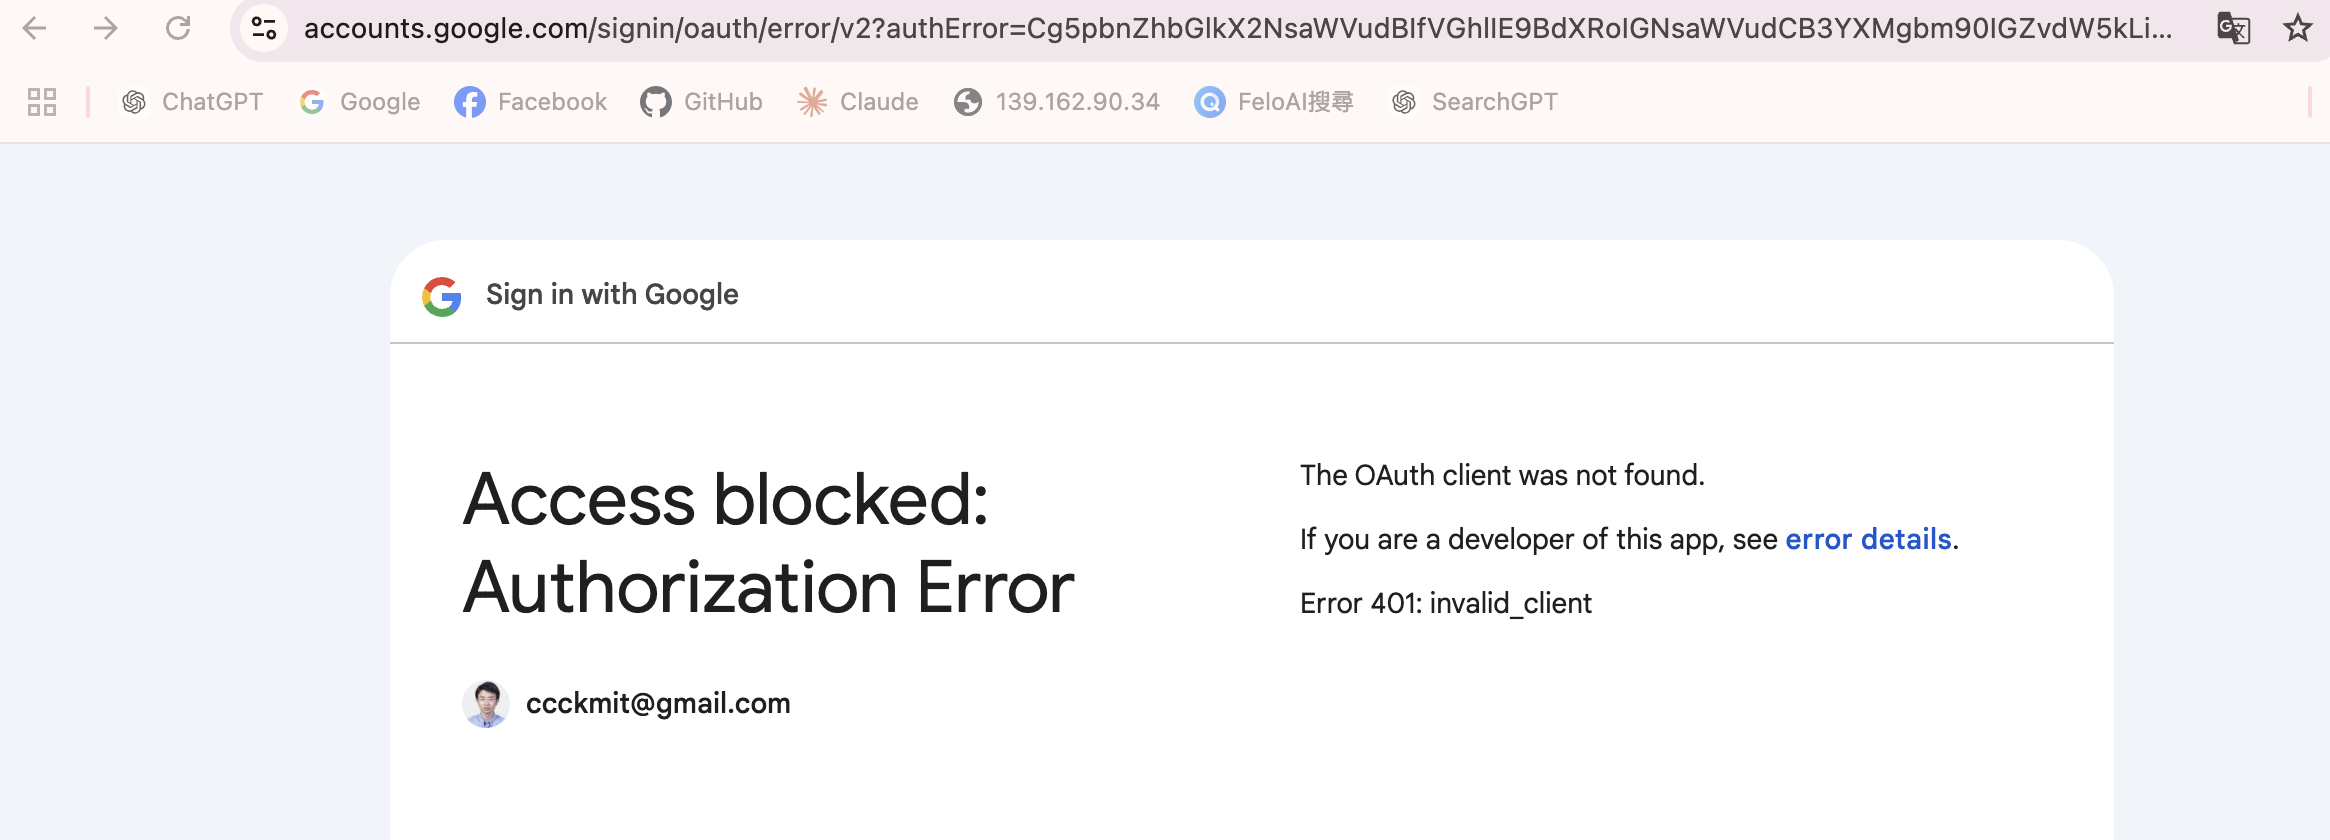 accounts.google.com/signin/oauth/error/v2?authError=Cg5pbnZhbGlkX2NsaWVudBIfVGhlIE9BdXRoIGNsaWVudCB3YXMgbm90IGZvdW5kLi...
ChatGPT Google Facebook GitHub Claude 139.162.90.34 FeloAI搜尋 SearchGPT
Sign in with Google
Access blocked:
Authorization Error
ccckmit@gmail.com
The OAuth client was not found.
If you are a developer of this app, see error details.
Error 401: invalid_client